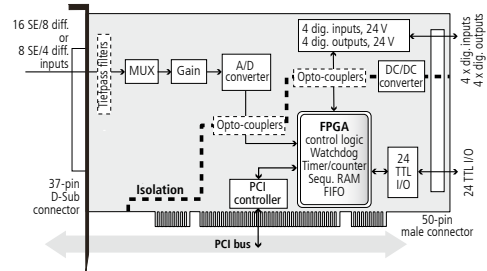 16 SE/8 diff.
or
8 SE/4 diff.
inputs
Tiefpass filters
MUX
Gain
A/D
converter
4 dig. inputs, 24 V
4 dig. outputs, 24 V
Opto-couplers
DC/DC
converter
4 x dig. inputs
4 x dig. outputs
Opto-couplers
FPGA
control logic
Watchdog
Timer/counter
Sequ. RAM
FIFO
24
TTL
I/O
24 TTL I/O
37-pin
D-Sub
connector
Isolation
PCI
controller
50-pin
male connector
PCI bus